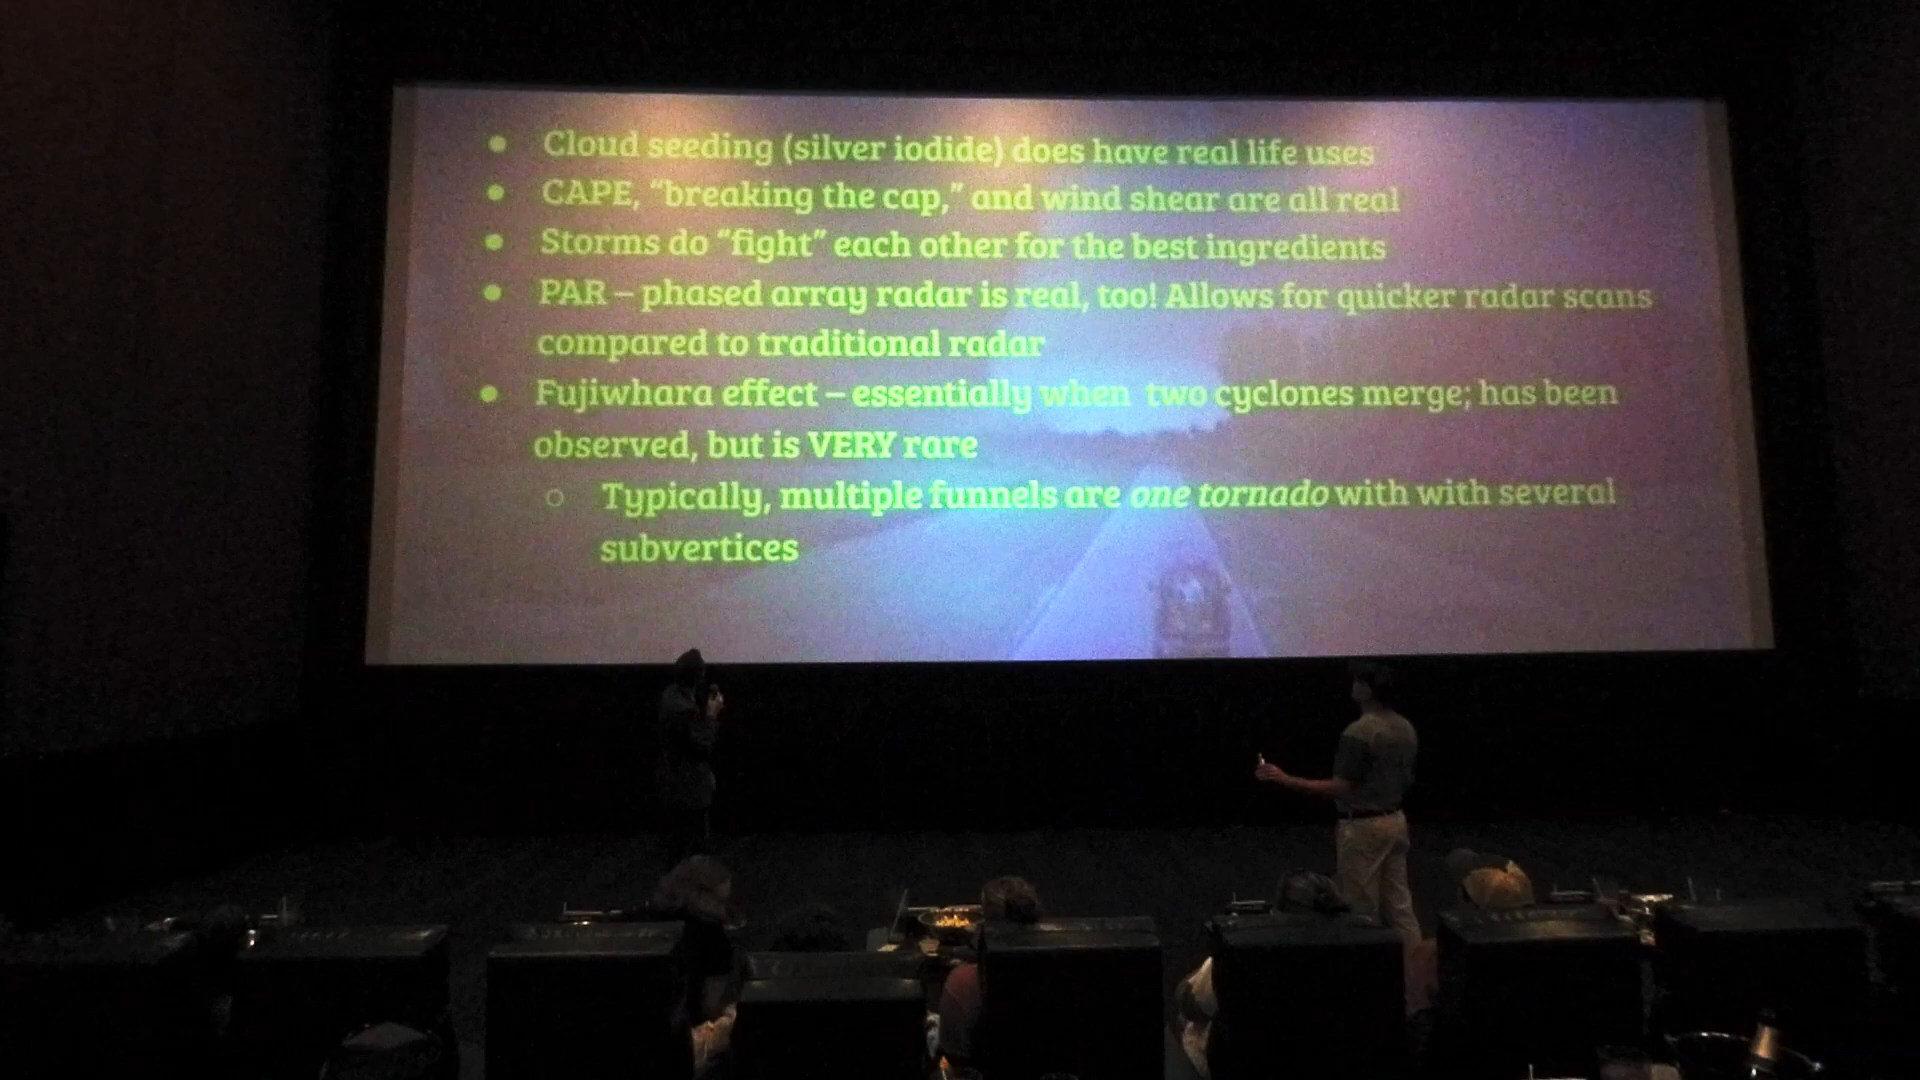 ● Cloud seeding (silver iodide) does have real life uses
● CAPE, “breaking the cap,” and wind shear are all real
● Storms do “fight” each other for the best ingredients
● PAR – phased array radar is real, too! Allows for quicker radar scans
compared to traditional radar
● Fujiwhara effect – essentially when two cyclones merge; has been
observed, but is VERY rare
○ Typically, multiple funnels are one tornado with with several
subvertices